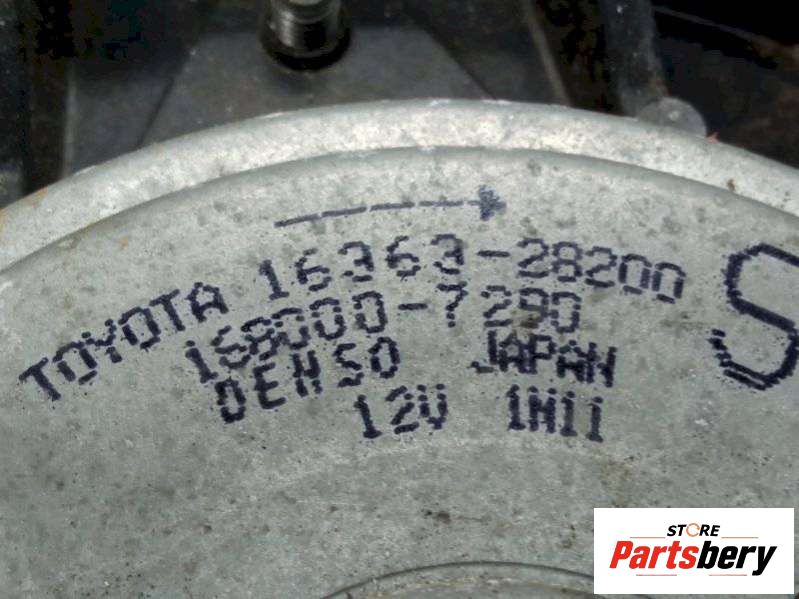 TOYOTA 16363-28200
168000-7290
DENSO JAPAN
12V 1H11
S
STORE
Partsbery